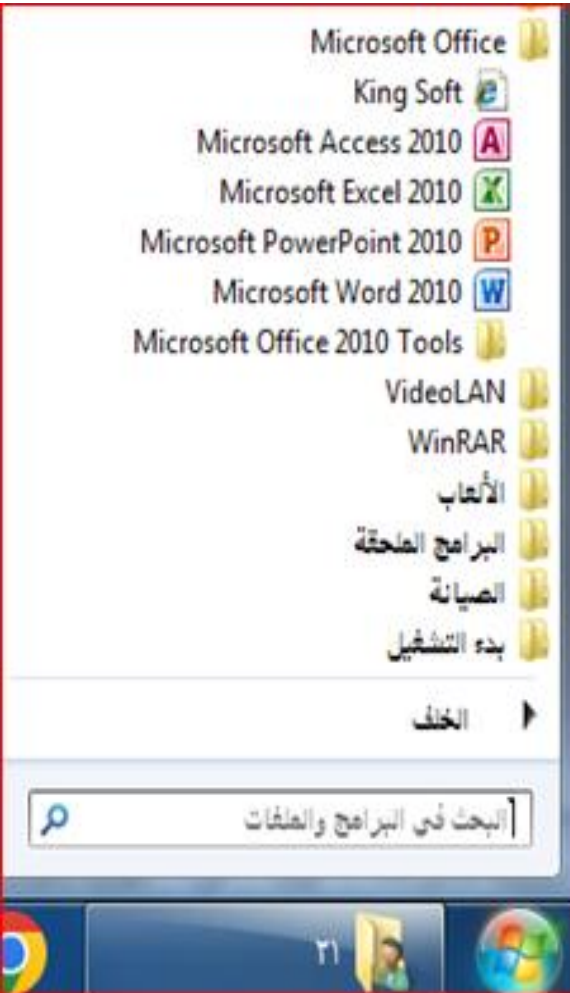 Microsoft Office
King Soft
Microsoft Access 2010
Microsoft Excel 2010
Microsoft PowerPoint 2010
Microsoft Word 2010
Microsoft Office 2010 Tools
VideoLAN
WinRAR
الألعاب
البرامج الملحقة
الصيانة
بدء التشغيل
الخلف
البحث في البرامج والملفات
٣١